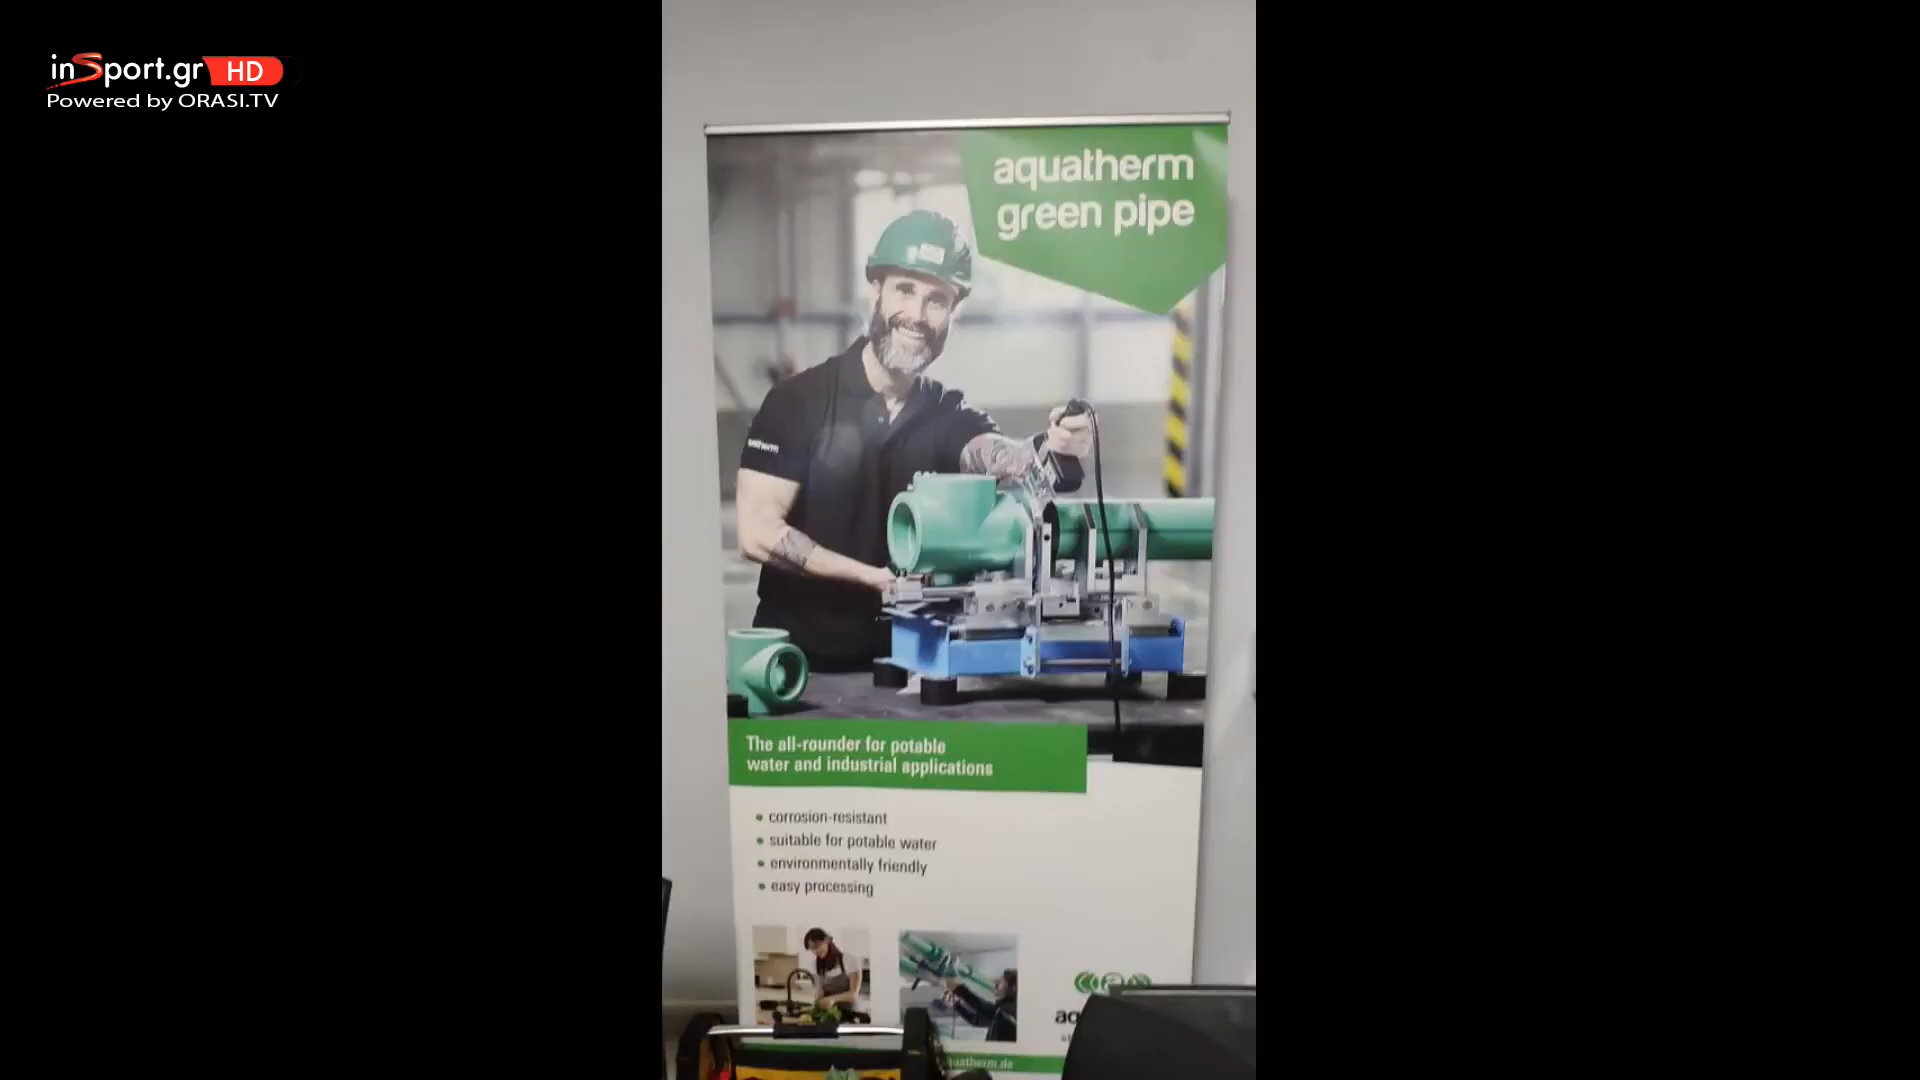 inSport.gr HD
Powered by ORASI.TV
aquatherm
green pipe
The all-rounder for potable
water and industrial applications
• corrosion-resistant
• suitable for potable water
• environmentally friendly
• easy processing